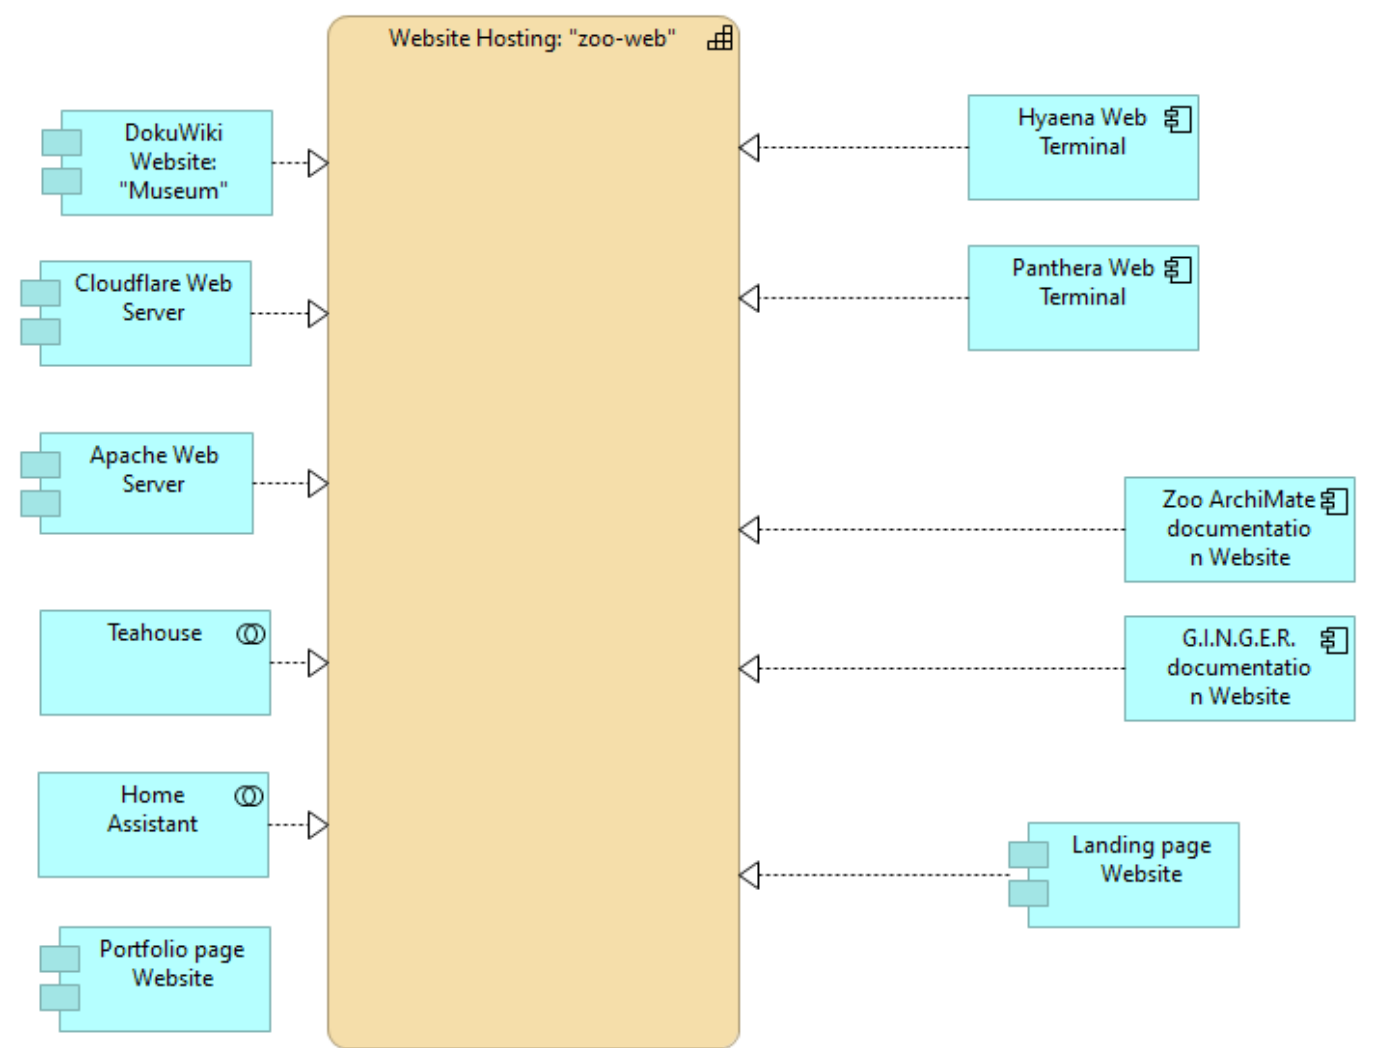 Website Hosting: "zoo-web"
DokuWiki
Website:
"Museum"
Cloudflare Web
Server
Apache Web
Server
Teahouse
Home
Assistant
Portfolio page
Website
Hyaena Web
Terminal
Panthera Web
Terminal
Zoo ArchiMate
documentatio
n Website
G.I.N.G.E.R.
documentatio
n Website
Landing page
Website